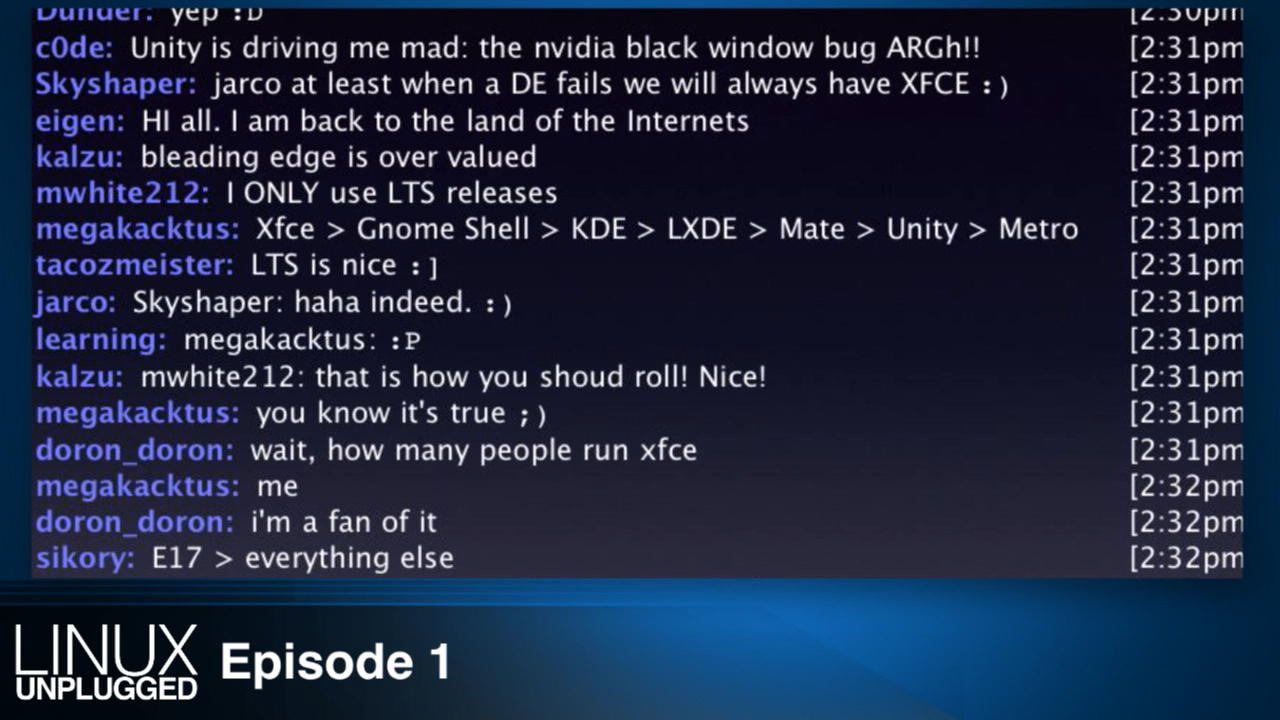 Dunder: yep :D [2:30pm
c0de: Unity is driving me mad: the nvidia black window bug ARGh!! [2:31pm
Skyshaper: jarco at least when a DE fails we will always have XFCE :) [2:31pm
eigen: HI all. I am back to the land of the Internets [2:31pm
kalzu: bleading edge is over valued [2:31pm
mwhite212: I ONLY use LTS releases [2:31pm
megakacktus: Xfce > Gnome Shell > KDE > LXDE > Mate > Unity > Metro [2:31pm
tacozmeister: LTS is nice :] [2:31pm
jarco: Skyshaper: haha indeed. :) [2:31pm
learning: megakacktus: :P [2:31pm
kalzu: mwhite212: that is how you shoud roll! Nice! [2:31pm
megakacktus: you know it's true ;) [2:31pm
doron_doron: wait, how many people run xfce [2:31pm
megakacktus: me [2:32pm
doron_doron: i'm a fan of it [2:32pm
sikory: E17 > everything else [2:32pm
LINUX
UNPLUGGED
Episode 1